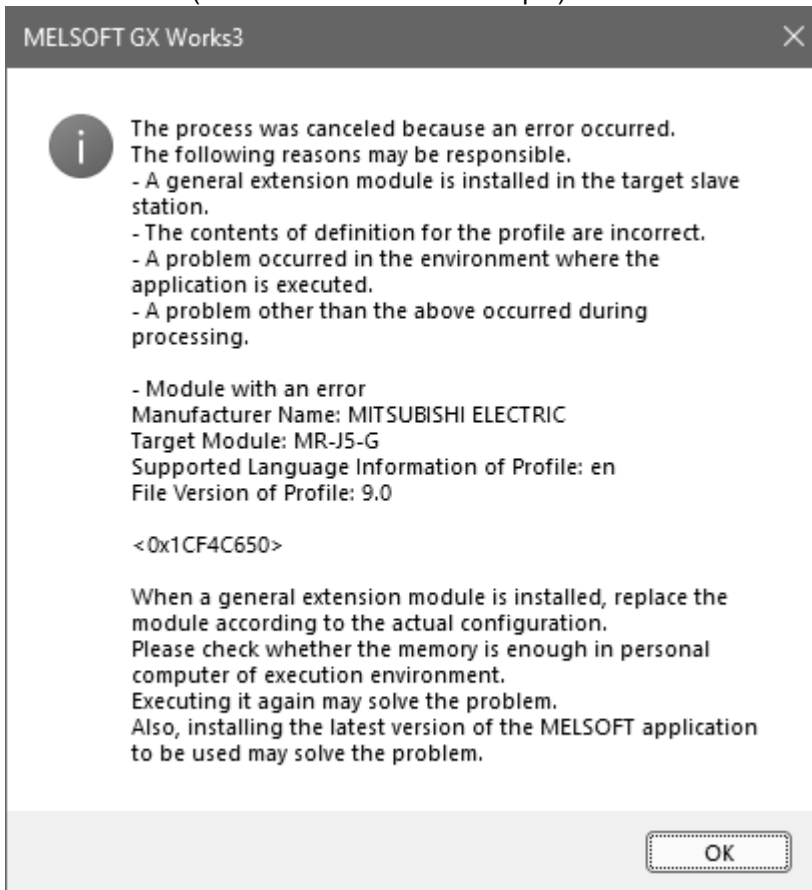 MELSOFT GX Works3
The process was canceled because an error occurred.
The following reasons may be responsible.
- A general extension module is installed in the target slave
station.
- The contents of definition for the profile are incorrect.
- A problem occurred in the environment where the
application is executed.
- A problem other than the above occurred during
processing.
- Module with an error
Manufacturer Name: MITSUBISHI ELECTRIC
Target Module: MR-J5-G
Supported Language Information of Profile: en
File Version of Profile: 9.0
<0x1CF4C650>
When a general extension module is installed, replace the
module according to the actual configuration.
Please check whether the memory is enough in personal
computer of execution environment.
Executing it again may solve the problem.
Also, installing the latest version of the MELSOFT application
to be used may solve the problem.
OK